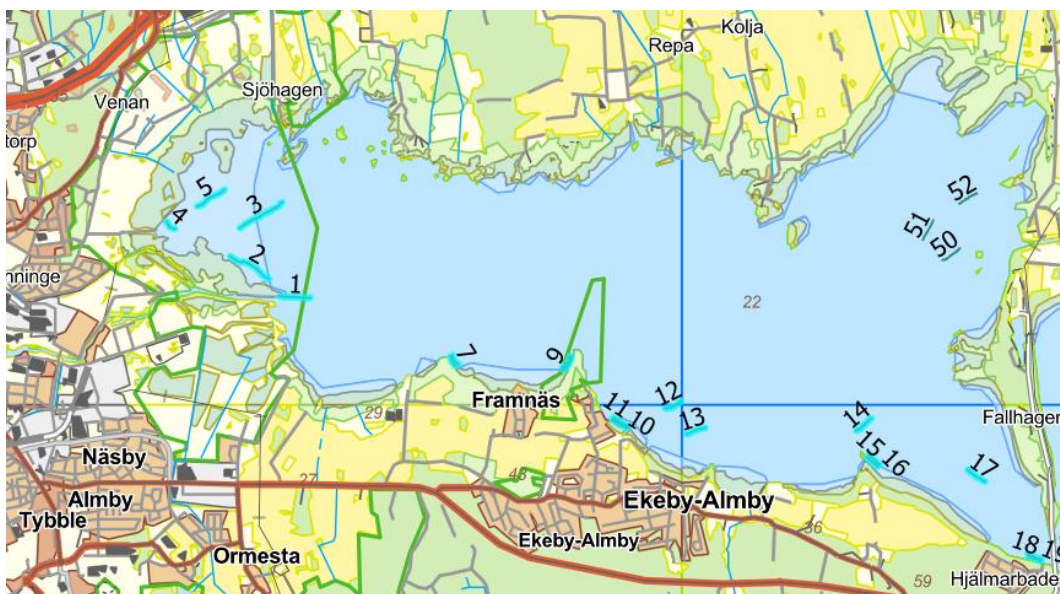 Kolja
Repa
Sjöhagen
Venan
torp
5
52
3
4
51
50
2
nninge
1
22
7
9
12
Framnäs
29
11
10
13
14
Fallhagen
Näsby
15
16
17
43
27
Almby
Ekeby-Almby
Tybble
36
Ekeby-Almby
Ormesta
18
19
59
Hjälmarbade